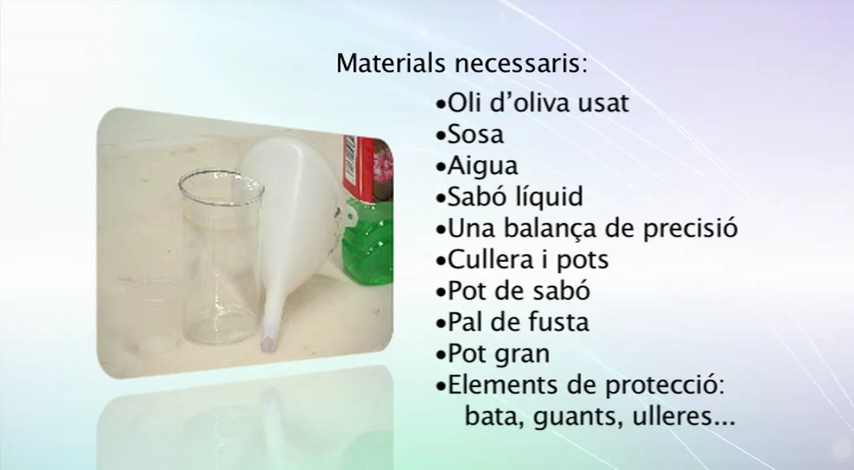 Materials necessaris:
•Oli d’oliva usat
•Sosa
•Aigua
•Sabó líquid
•Una balança de precisió
•Cullera i pots
•Pot de sabó
•Pal de fusta
•Pot gran
•Elements de protecció:
bata, guants, ulleres...